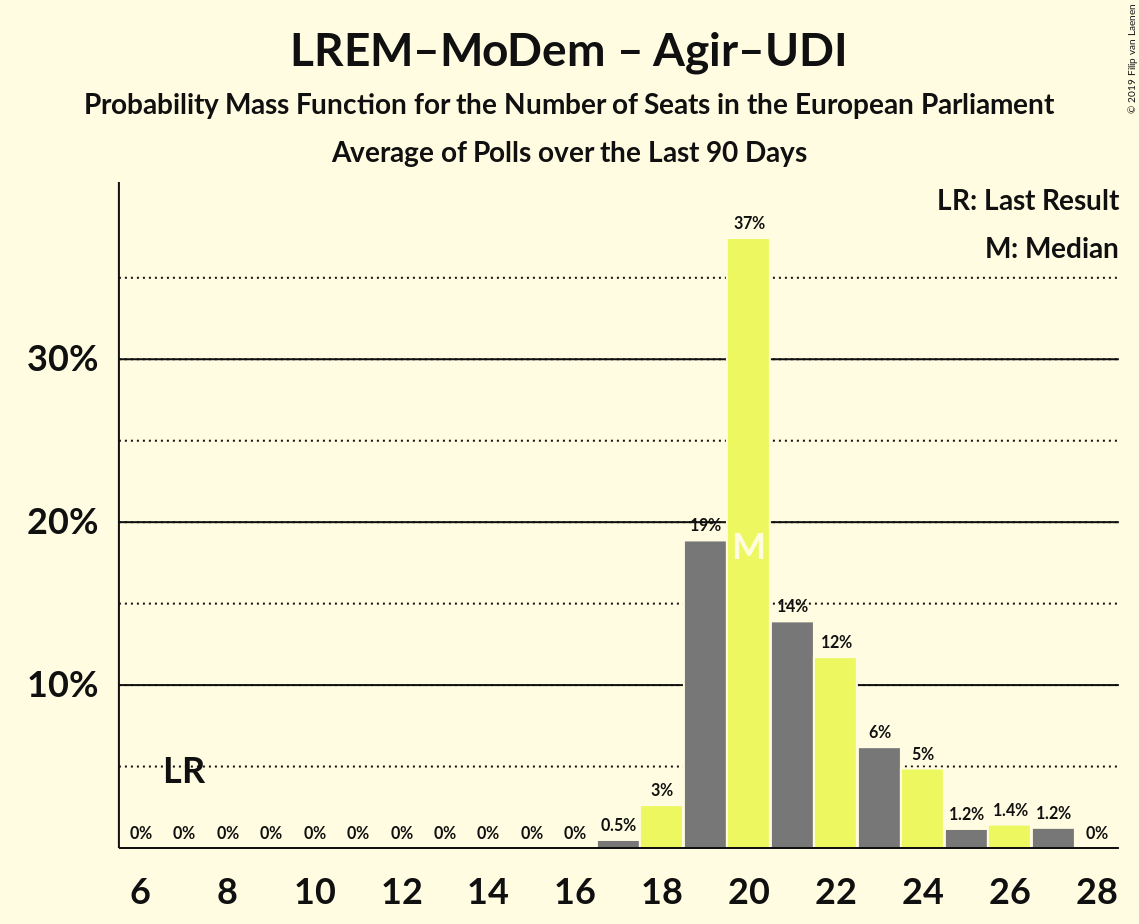 LREM–MoDem – Agir–UDI
Probability Mass Function for the Number of Seats in the European Parliament
Average of Polls over the Last 90 Days
© 2019 Filip van Laenen
LR: Last Result
M: Median
37%
30%
20%
19%
M
14%
12%
10%
6%
5%
LR
3%
1.2% 1.4% 1.2%
0.5%
0% 0% 0% 0% 0% 0% 0% 0% 0% 0% 0% 0%
6 8 10 12 14 16 18 20 22 24 26 28